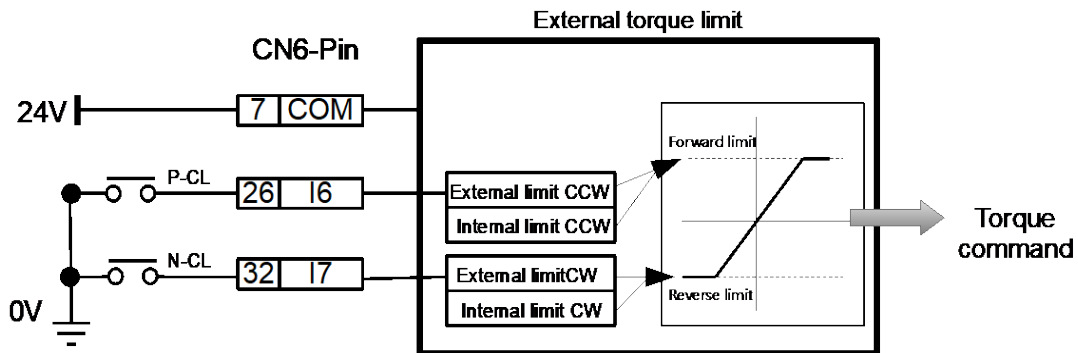 External torque limit
CN6-Pin
24V
7 COM
Forward limit
P-CL
26 I6
External limit CCW
Internal limit CCW
Torque
command
N-CL
32 I7
External limitCW
Internal limit CW
Reverse limit
0V